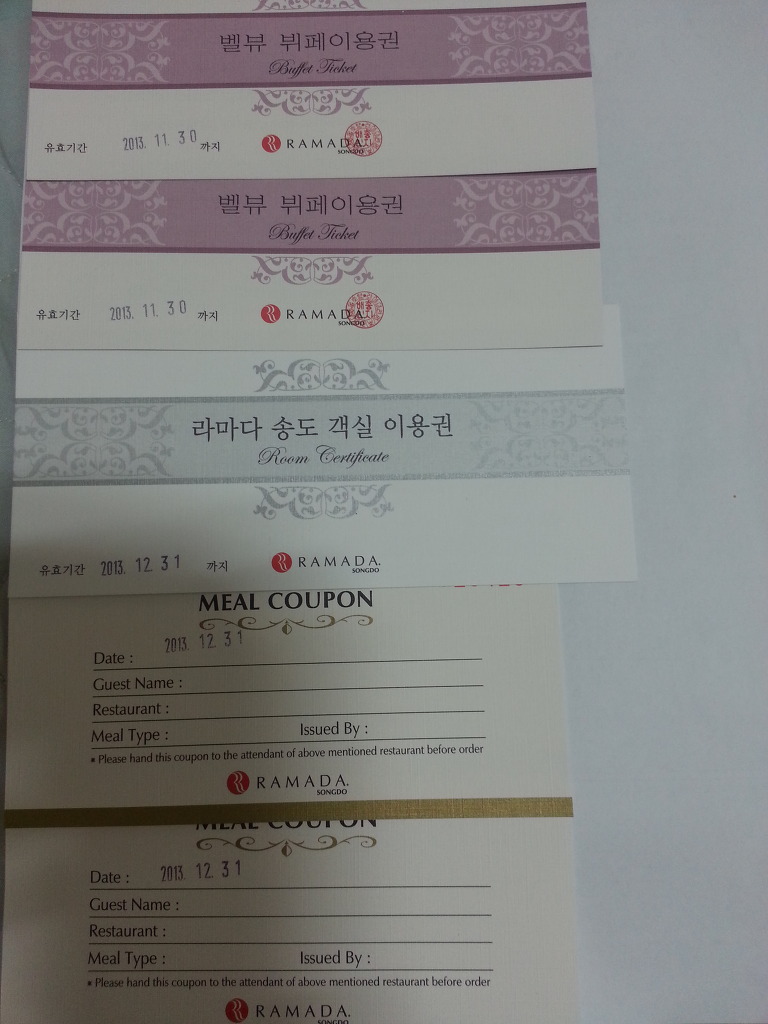 벨뷰 뷔페이용권
Buffet Ticket
유효기간 2013. 11. 30 까지
RAMADA
SONGDO
벨뷰 뷔페이용권
Buffet Ticket
유효기간 2013. 11. 30 까지
RAMADA
SONGDO
라마다 송도 객실 이용권
Room Certificate
유효기간 2013. 12. 31 까지
RAMADA.
SONGDO
MEAL COUPON
2013. 12. 31
Date :
Guest Name :
Restaurant :
Meal Type : Issued By :
* Please hand this coupon to the attendant of above mentioned restaurant before order
RAMADA.
SONGDO
MEAL COUPON
Date : 2013. 12. 31
Guest Name :
Restaurant :
Meal Type : Issued By :
* Please hand this coupon to the attendant of above mentioned restaurant before order
RAMADA.
SONGDO